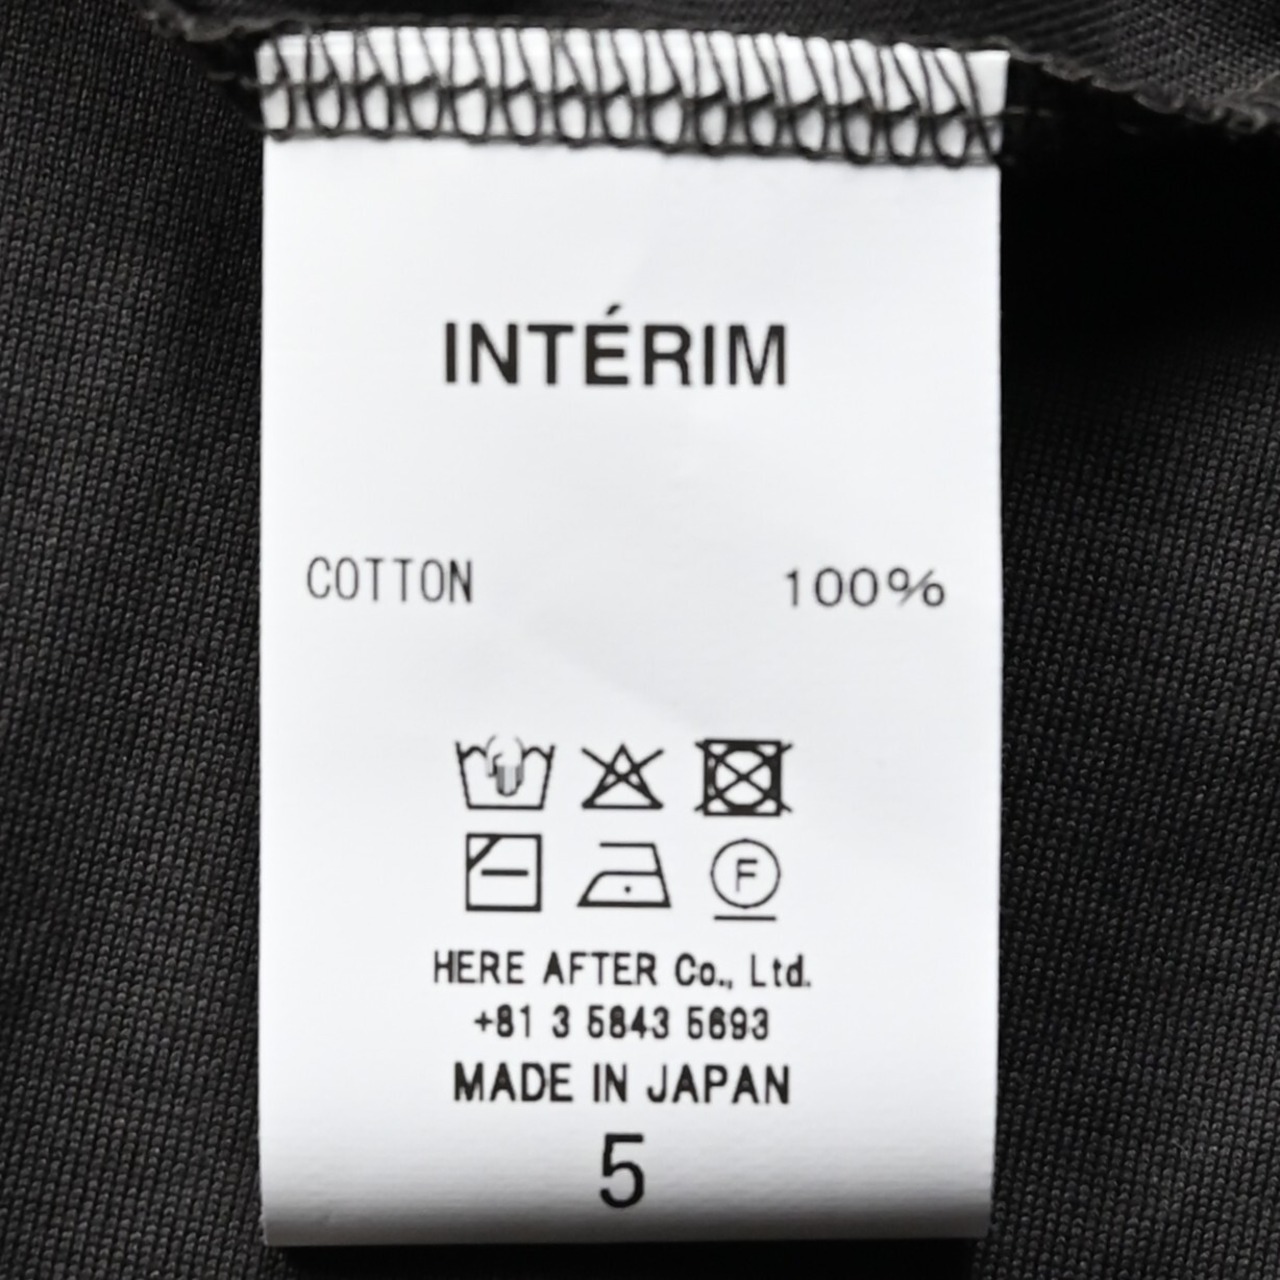 INTÉRIM
COTTON 100%
F
HERE AFTER Co., Ltd.
+81 3 5843 5693
MADE IN JAPAN
5